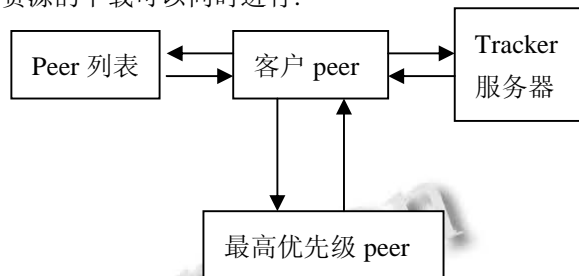 资源的下载可以同时进行.
Peer 列表
客户 peer
Tracker
服务器
最高优先级 peer